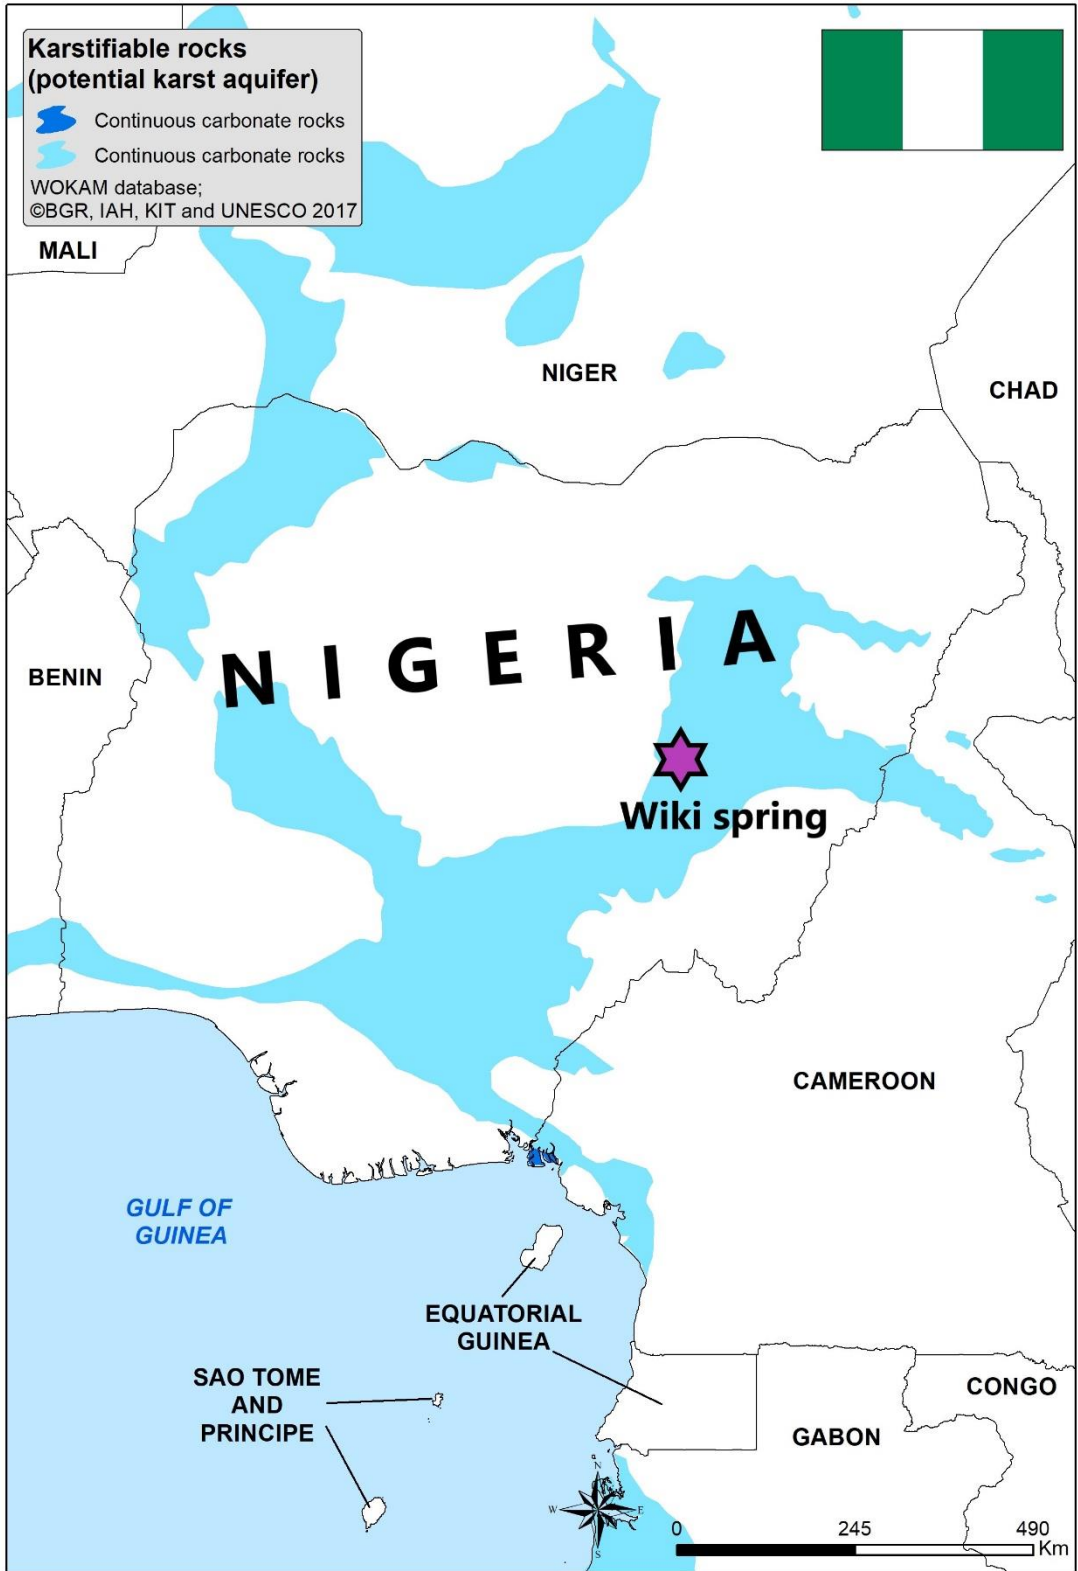 Karstifiable rocks
(potential karst aquifer)
Continuous carbonate rocks
Continuous carbonate rocks
WOKAM database;
©BGR, IAH, KIT and UNESCO 2017
MALI
NIGER
CHAD
BENIN
NIGERIA
Wiki spring
CAMEROON
GULF OF
GUINEA
EQUATORIAL
GUINEA
SAO TOME
AND
PRINCIPE
CONGO
GABON
N
W E
S
0 245 490
Km